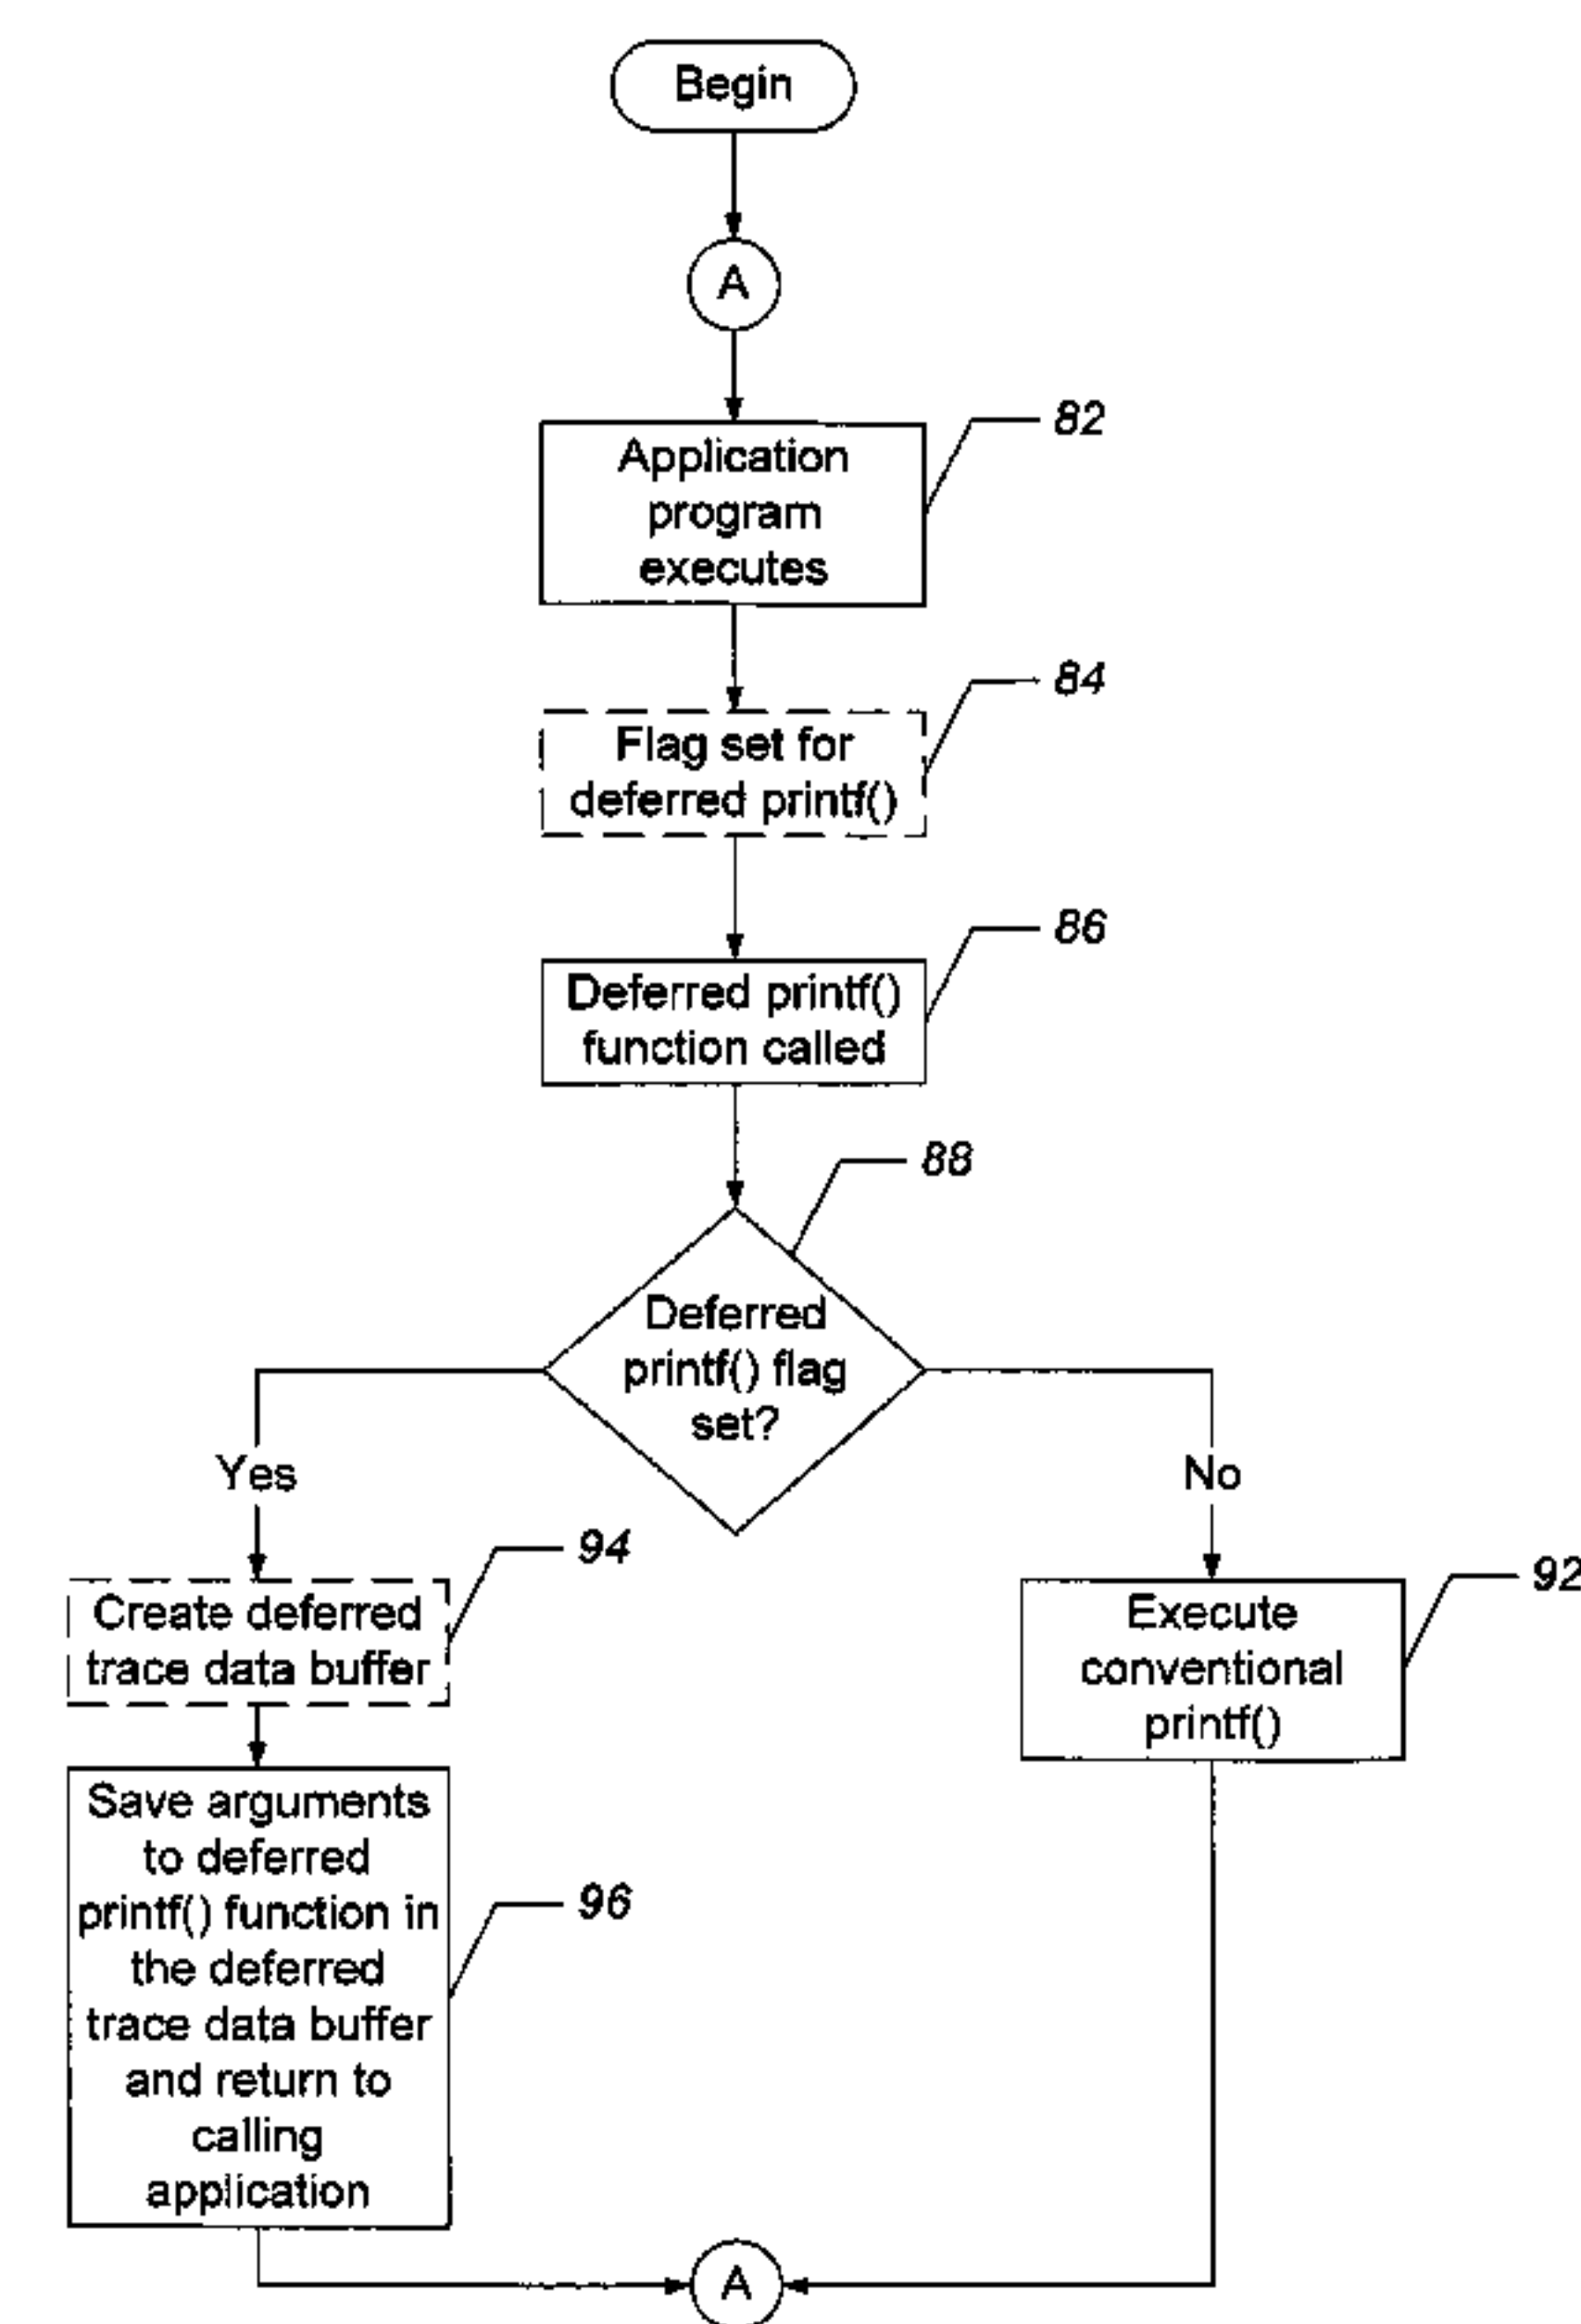 Begin
A
82
Application
program
executes
84
Flag set for
deferred printf()
86
Deferred printf()
function called
88
Deferred
printf() flag
set?
Yes
No
94
Create deferred
trace data buffer
92
Execute
conventional
printf()
96
Save arguments
to deferred
printf() function in
the deferred
trace data buffer
and return to
calling
application
A